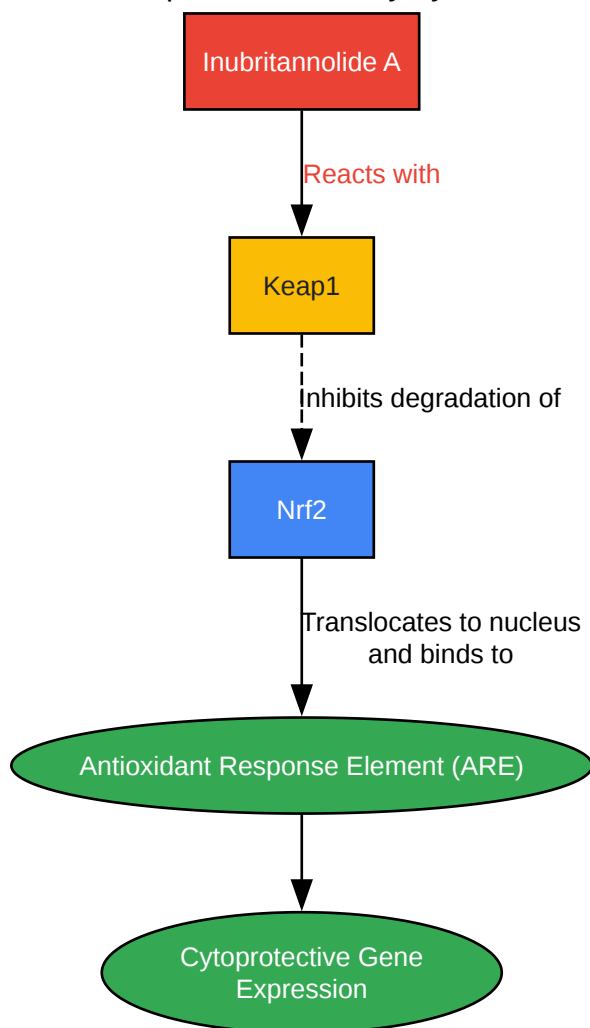 Inubritannolide A
Reacts with
Keap1
Inhibits degradation of
Nrf2
Translocates to nucleus
and binds to
Antioxidant Response Element (ARE)
Cytoprotective Gene
Expression